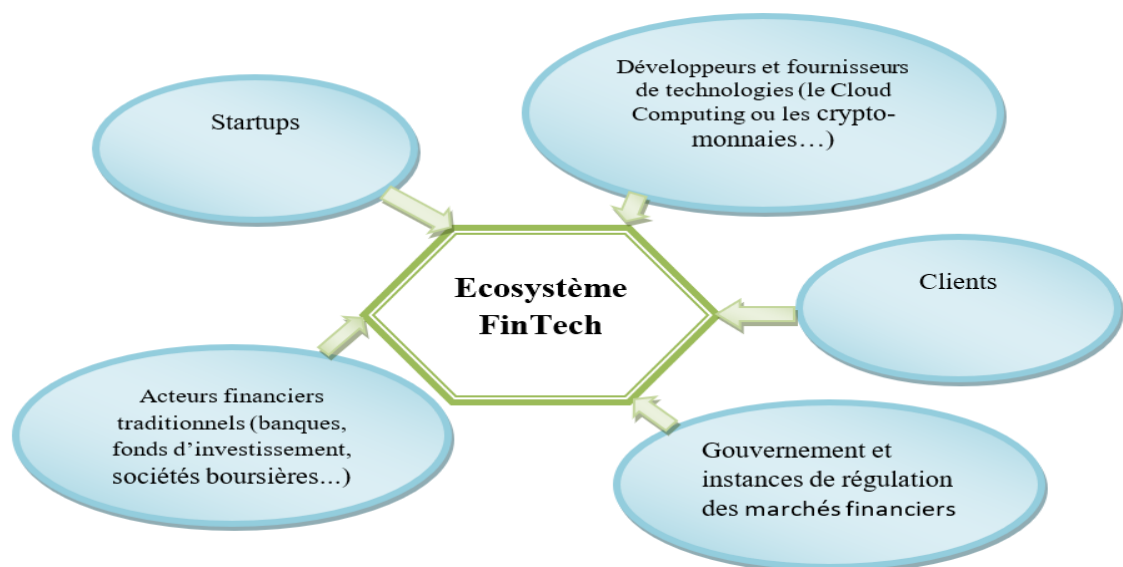 Startups
Développeurs et fournisseurs
de technologies (le Cloud
Computing ou les crypto-
monnaies…)
Ecosystème
FinTech
Clients
Acteurs financiers
traditionnels (banques,
fonds d’investissement,
sociétés boursières…)
Gouvernement et
instances de régulation
des marchés financiers